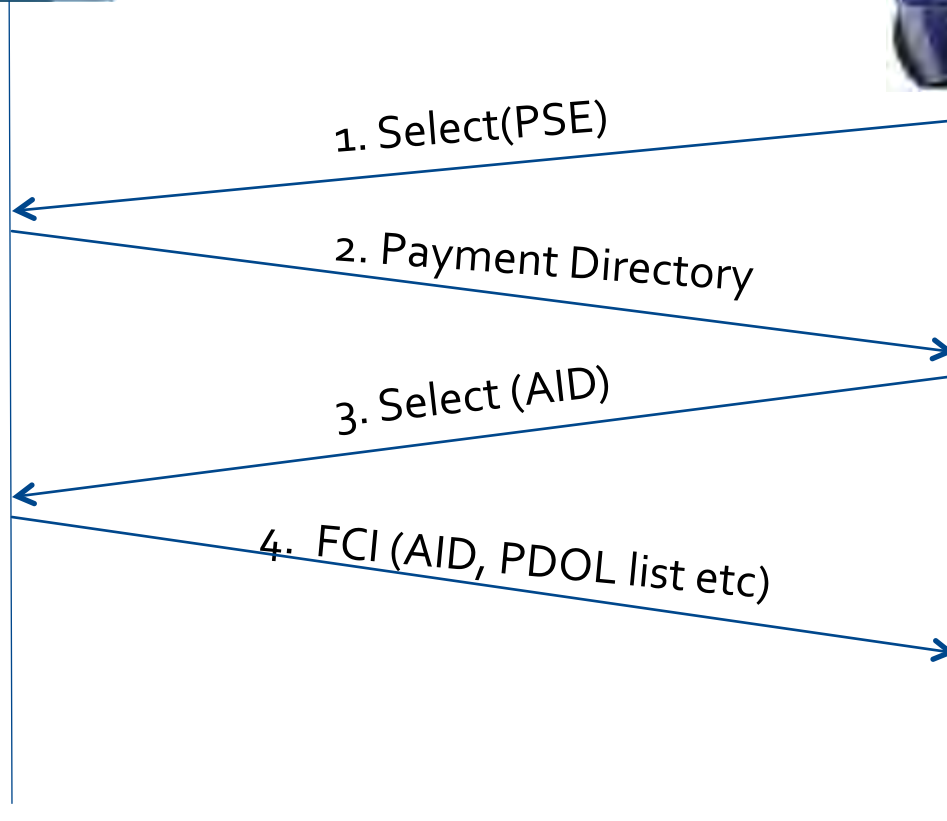 1. Select(PSE)
2. Payment Directory
3. Select (AID)
4. FCI (AID, PDOL list etc)